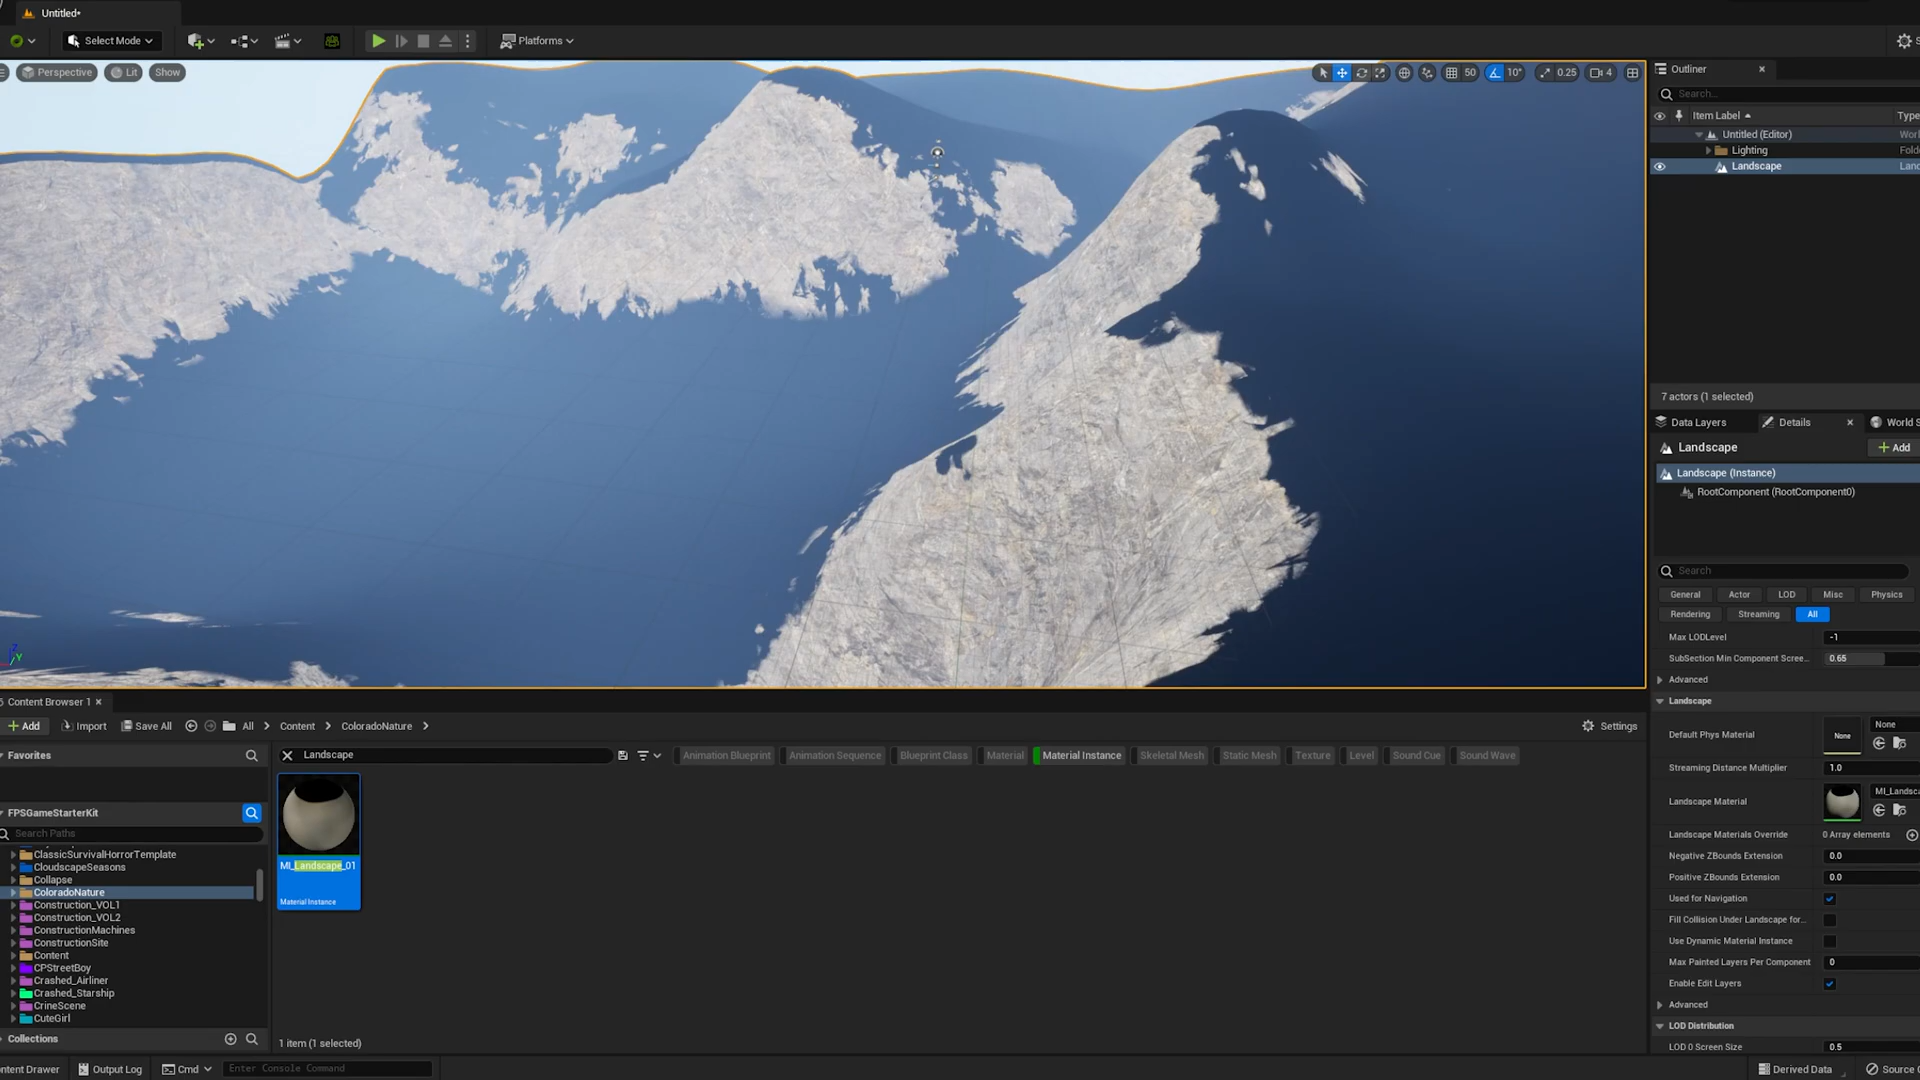 Untitled*
Select Mode
Platforms
Perspective
Lit
Show
50
10°
0.25
4
Outliner
Search...
Item Label
Type
Untitled (Editor)
Worl
Lighting
Fold
Landscape
Lanc
7 actors (1 selected)
Data Layers
Details
World S
Landscape
Add
Landscape (Instance)
RootComponent (RootComponent0)
Search
General
Actor
LOD
Misc
Physics
Rendering
Streaming
All
Max LODLevel
-1
SubSection Min Component Scree...
0.65
Advanced
Landscape
Default Phys Material
None
None
Streaming Distance Multiplier
1.0
Landscape Material
MI_Landsca
Landscape Materials Override
0 Array elements
Negative ZBounds Extension
0.0
Positive ZBounds Extension
0.0
Used for Navigation
Fill Collision Under Landscape for...
Use Dynamic Material Instance
Max Painted Layers Per Component
0
Enable Edit Layers
Advanced
LOD Distribution
LOD 0 Screen Size
0.5
Content Browser 1
Add
Import
Save All
All
Content
ColoradoNature
Settings
Favorites
FPSGameStarterKit
Search Paths
ClassicSurvivalHorrorTemplate
CloudscapeSeasons
Collapse
ColoradoNature
Construction_VOL1
Construction_VOL2
ConstructionMachines
ConstructionSite
Content
CPStreetBoy
Crashed_Airliner
Crashed_Starship
CrineScene
CuteGirl
Collections
Landscape
Animation Blueprint
Animation Sequence
Blueprint Class
Material
Material Instance
Skeletal Mesh
Static Mesh
Texture
Level
Sound Cue
Sound Wave
MI_Landscape_01
Material Instance
1 item (1 selected)
ntent Drawer
Output Log
Cmd
Enter Console Command
Derived Data
Source C